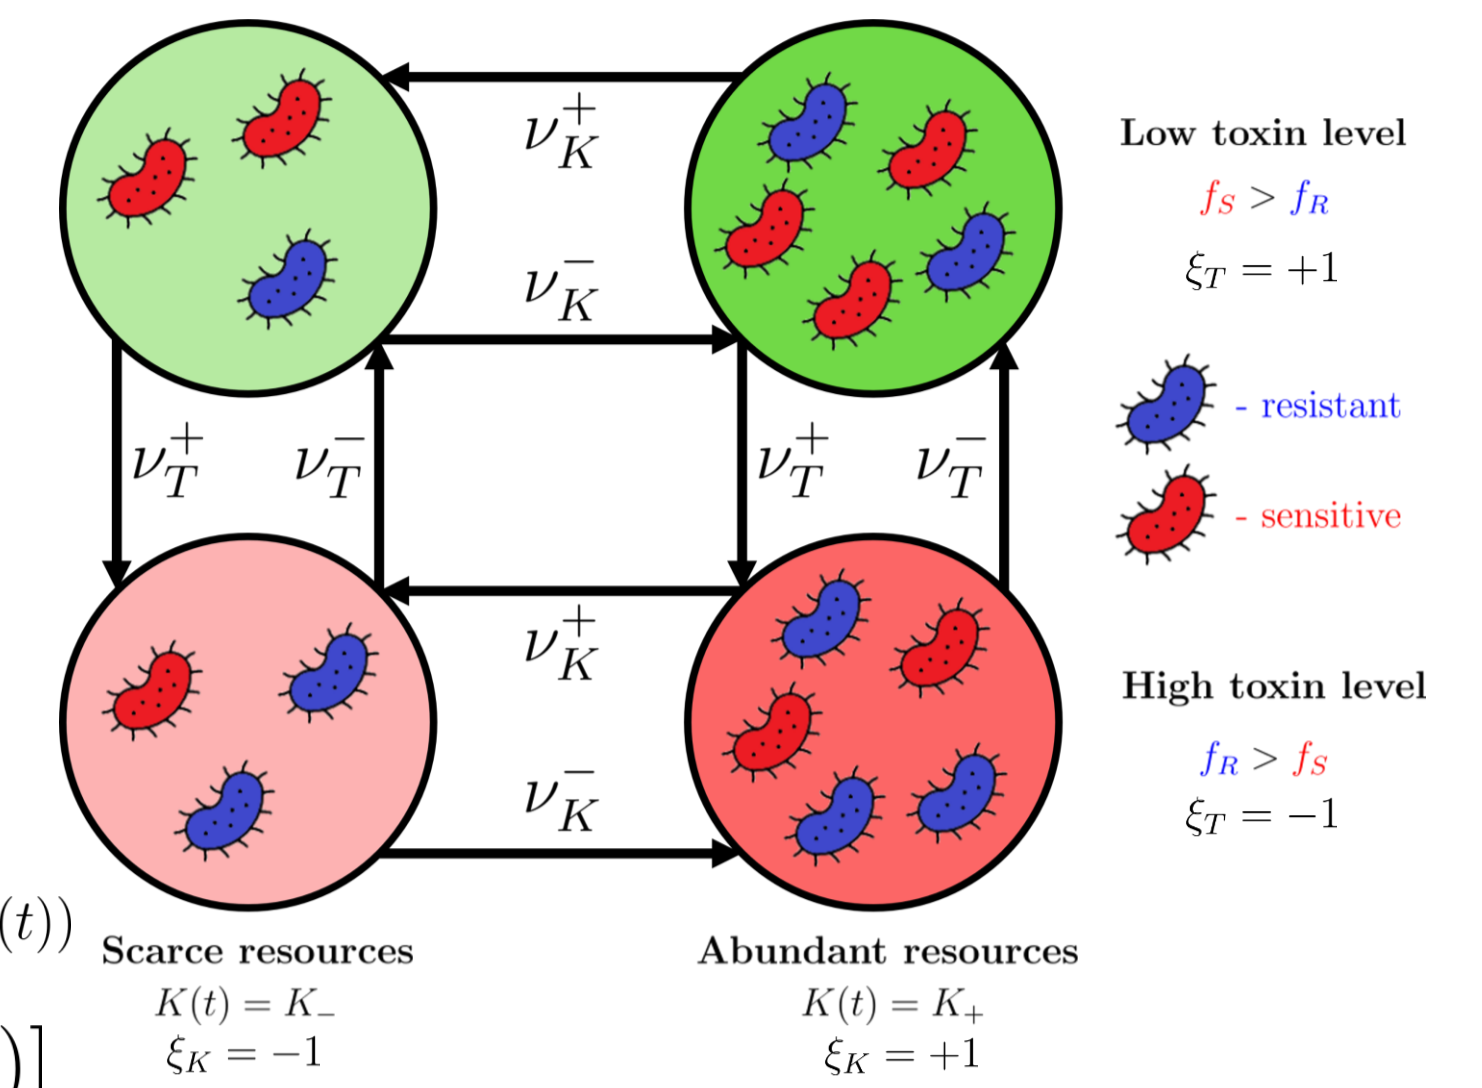 ν_K^+
ν_K^-
ν_T^+
ν_T^-
ν_T^+
ν_T^-
ν_K^+
ν_K^-
Low toxin level
f_S > f_R
ξ_T = +1
- resistant
- sensitive
High toxin level
f_R > f_S
ξ_T = −1
(t))
)]
Scarce resources
K(t) = K_−
ξ_K = −1
Abundant resources
K(t) = K_+
ξ_K = +1